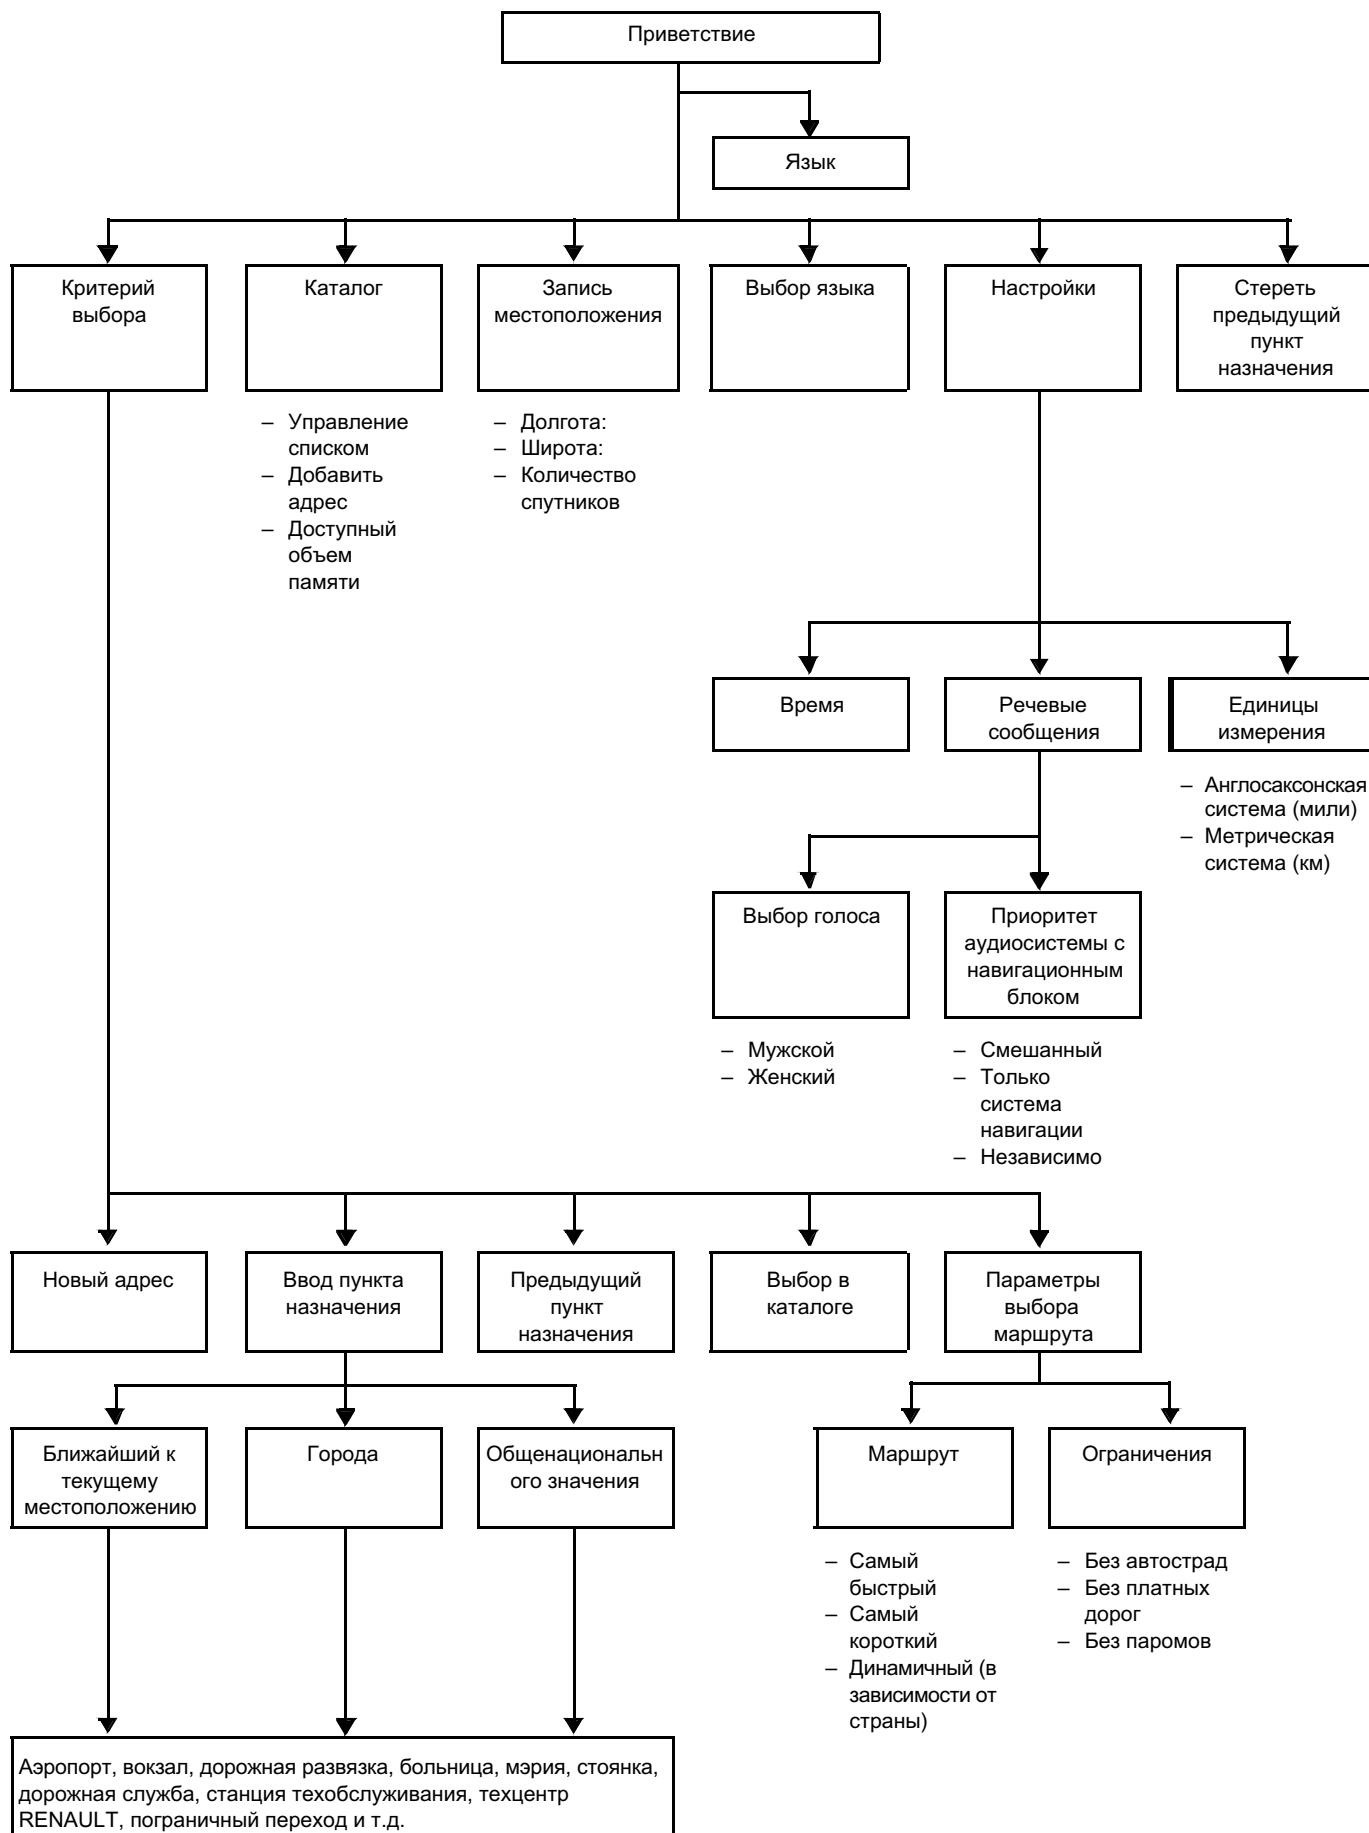 Приветствие
Язык
Критерий
выбора
Каталог
Запись
местоположения
Выбор языка
Настройки
Стереть
предыдущий
пункт
назначения
– Управление
списком
– Добавить
адрес
– Доступный
объем
памяти
– Долгота:
– Широта:
– Количество
спутников
Время
Речевые
сообщения
Единицы
измерения
– Англосаксонская
система (мили)
– Метрическая
система (км)
Выбор голоса
Приоритет
аудиосистемы с
навигационным
блоком
– Мужской
– Женский
– Смешанный
– Только
система
навигации
– Независимо
Новый адрес
Ввод пункта
назначения
Предыдущий
пункт
назначения
Выбор в
каталоге
Параметры
выбора
маршрута
Ближайший к
текущему
местоположению
Города
Общенациональн
ого значения
Маршрут
Ограничения
– Самый
быстрый
– Самый
короткий
– Динамичный (в
зависимости от
страны)
– Без автострад
– Без платных
дорог
– Без паромов
Аэропорт, вокзал, дорожная развязка, больница, мэрия, стоянка,
дорожная служба, станция техобслуживания, техцентр
RENAULT, пограничный переход и т.д.